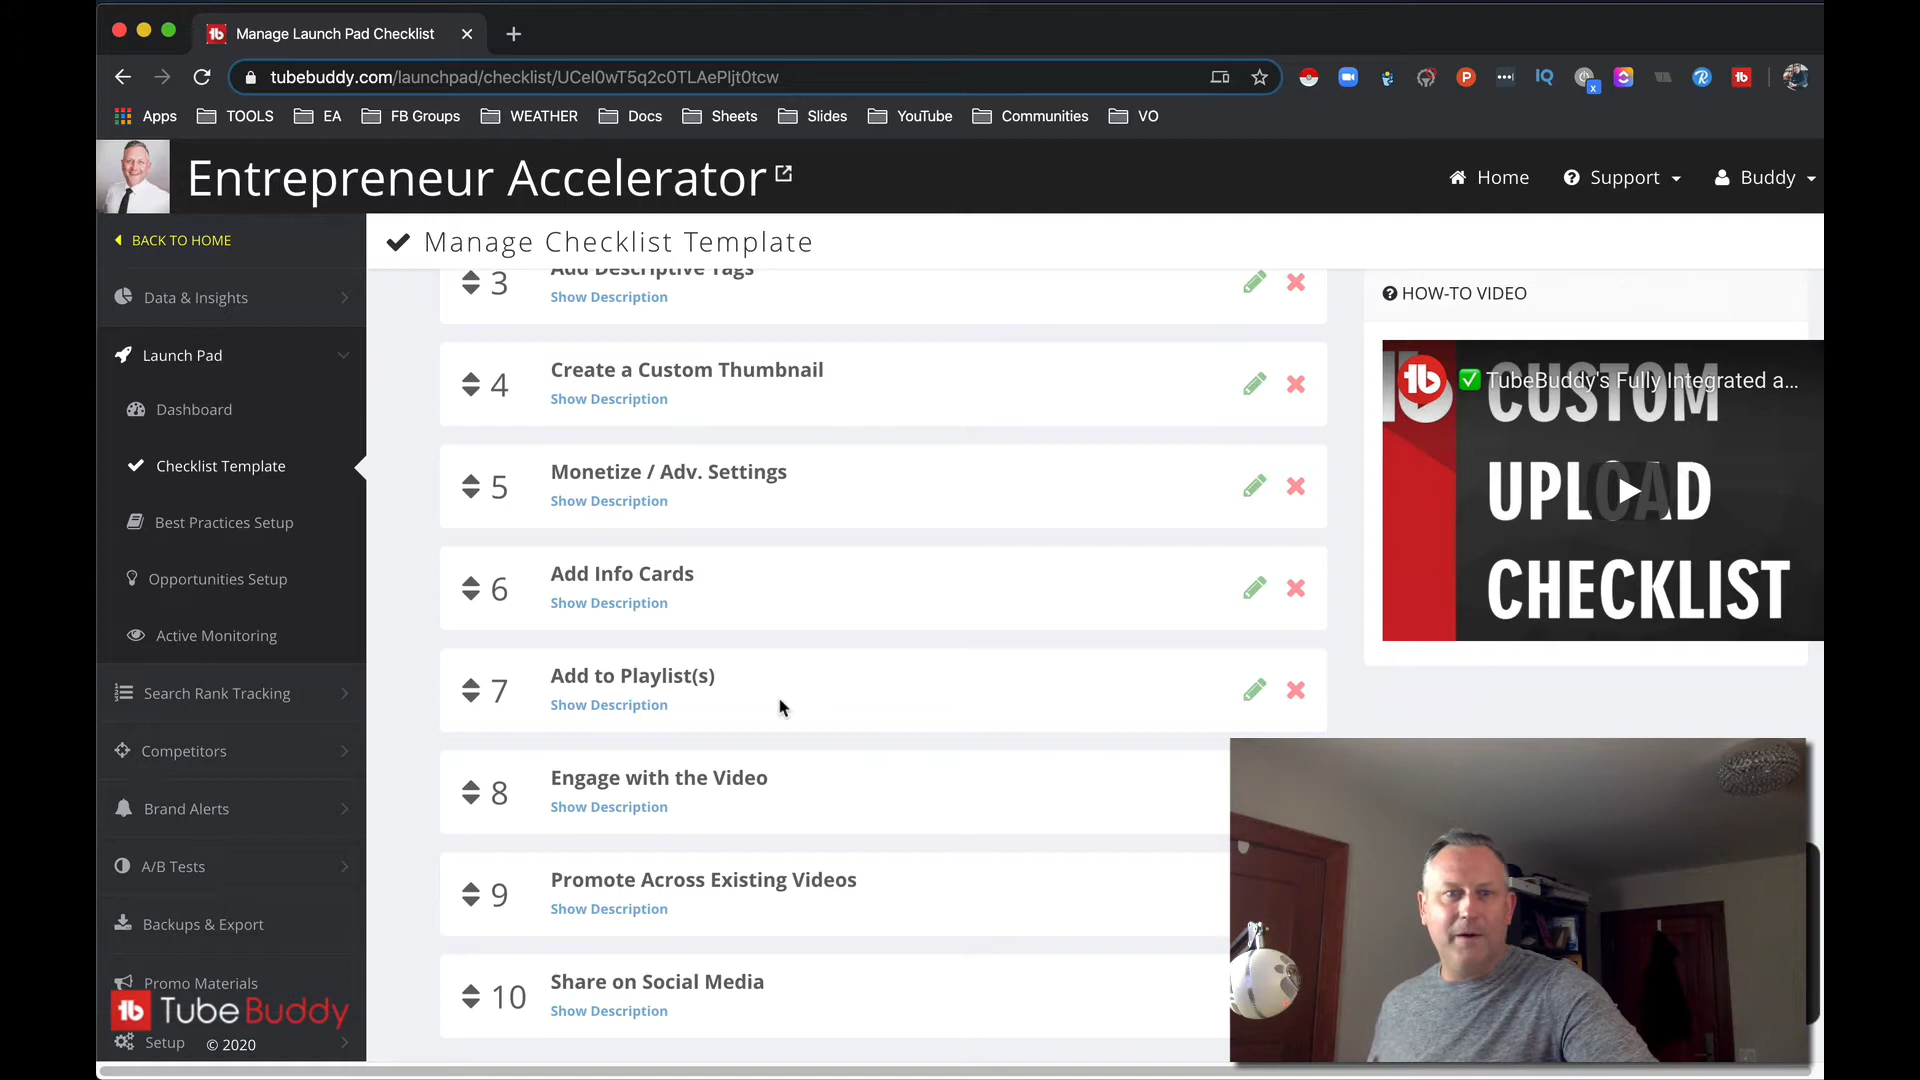 Manage Launch Pad Checklist
tubebuddy.com/launchpad/checklist/UCeI0wT5q2c0TLAePIjt0tcw
Apps TOOLS EA FB Groups WEATHER Docs Sheets Slides YouTube Communities VO
Entrepreneur Accelerator
Home Support Buddy
BACK TO HOME
Data & Insights
Launch Pad
Dashboard
Checklist Template
Best Practices Setup
Opportunities Setup
Active Monitoring
Search Rank Tracking
Competitors
Brand Alerts
A/B Tests
Backups & Export
Promo Materials
TubeBuddy
Setup © 2020
Manage Checklist Template
3 Add Descriptive Tags
Show Description
4 Create a Custom Thumbnail
Show Description
5 Monetize / Adv. Settings
Show Description
6 Add Info Cards
Show Description
7 Add to Playlist(s)
Show Description
8 Engage with the Video
Show Description
9 Promote Across Existing Videos
Show Description
10 Share on Social Media
Show Description
HOW-TO VIDEO
TubeBuddy's Fully Integrated a...
CUSTOM
UPLOAD
CHECKLIST